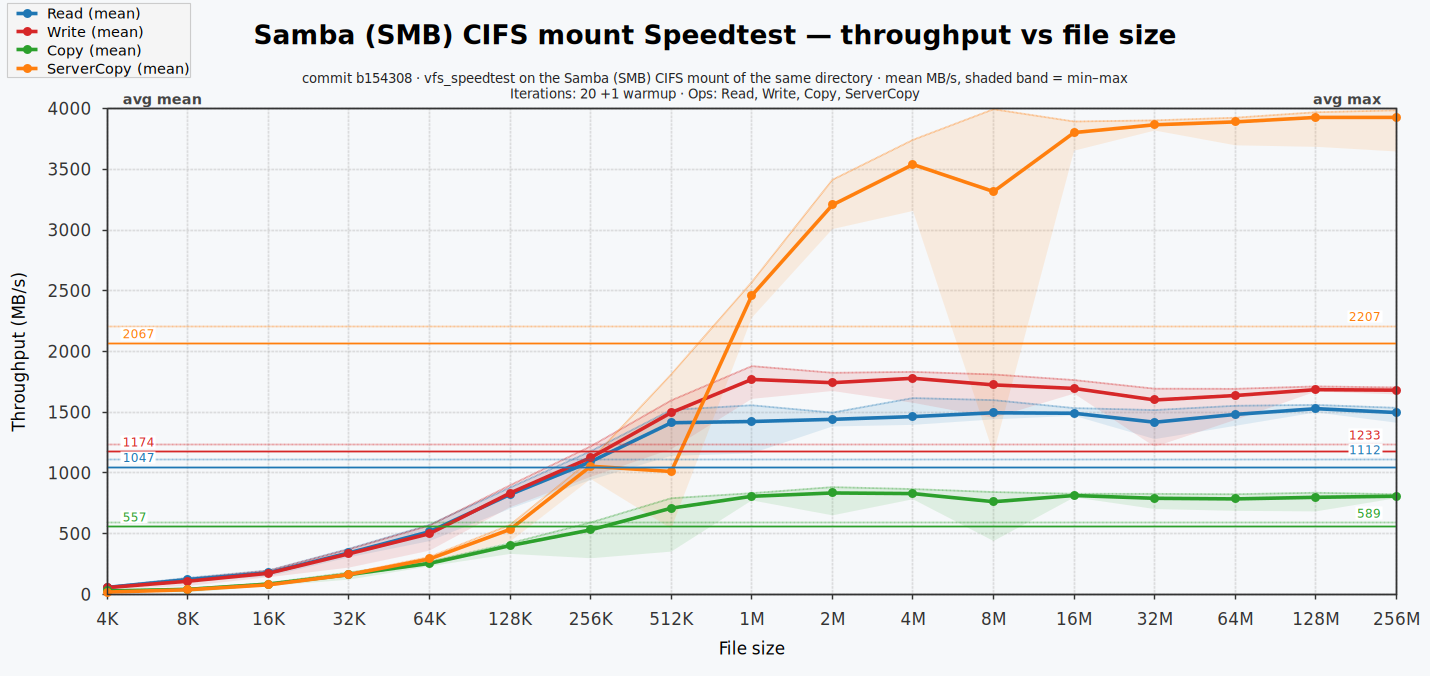 Read (mean)
Write (mean)
Copy (mean)
ServerCopy (mean)
Samba (SMB) CIFS mount Speedtest — throughput vs file size
commit b154308 · vfs_speedtest on the Samba (SMB) CIFS mount of the same directory · mean MB/s, shaded band = min–max
Iterations: 20 +1 warmup · Ops: Read, Write, Copy, ServerCopy
avg mean
avg max
4000
3500
3000
2500
2000
1500
1000
500
0
Throughput (MB/s)
2067
1174
1047
557
2207
1233
1112
589
4K 8K 16K 32K 64K 128K 256K 512K 1M 2M 4M 8M 16M 32M 64M 128M 256M
File size